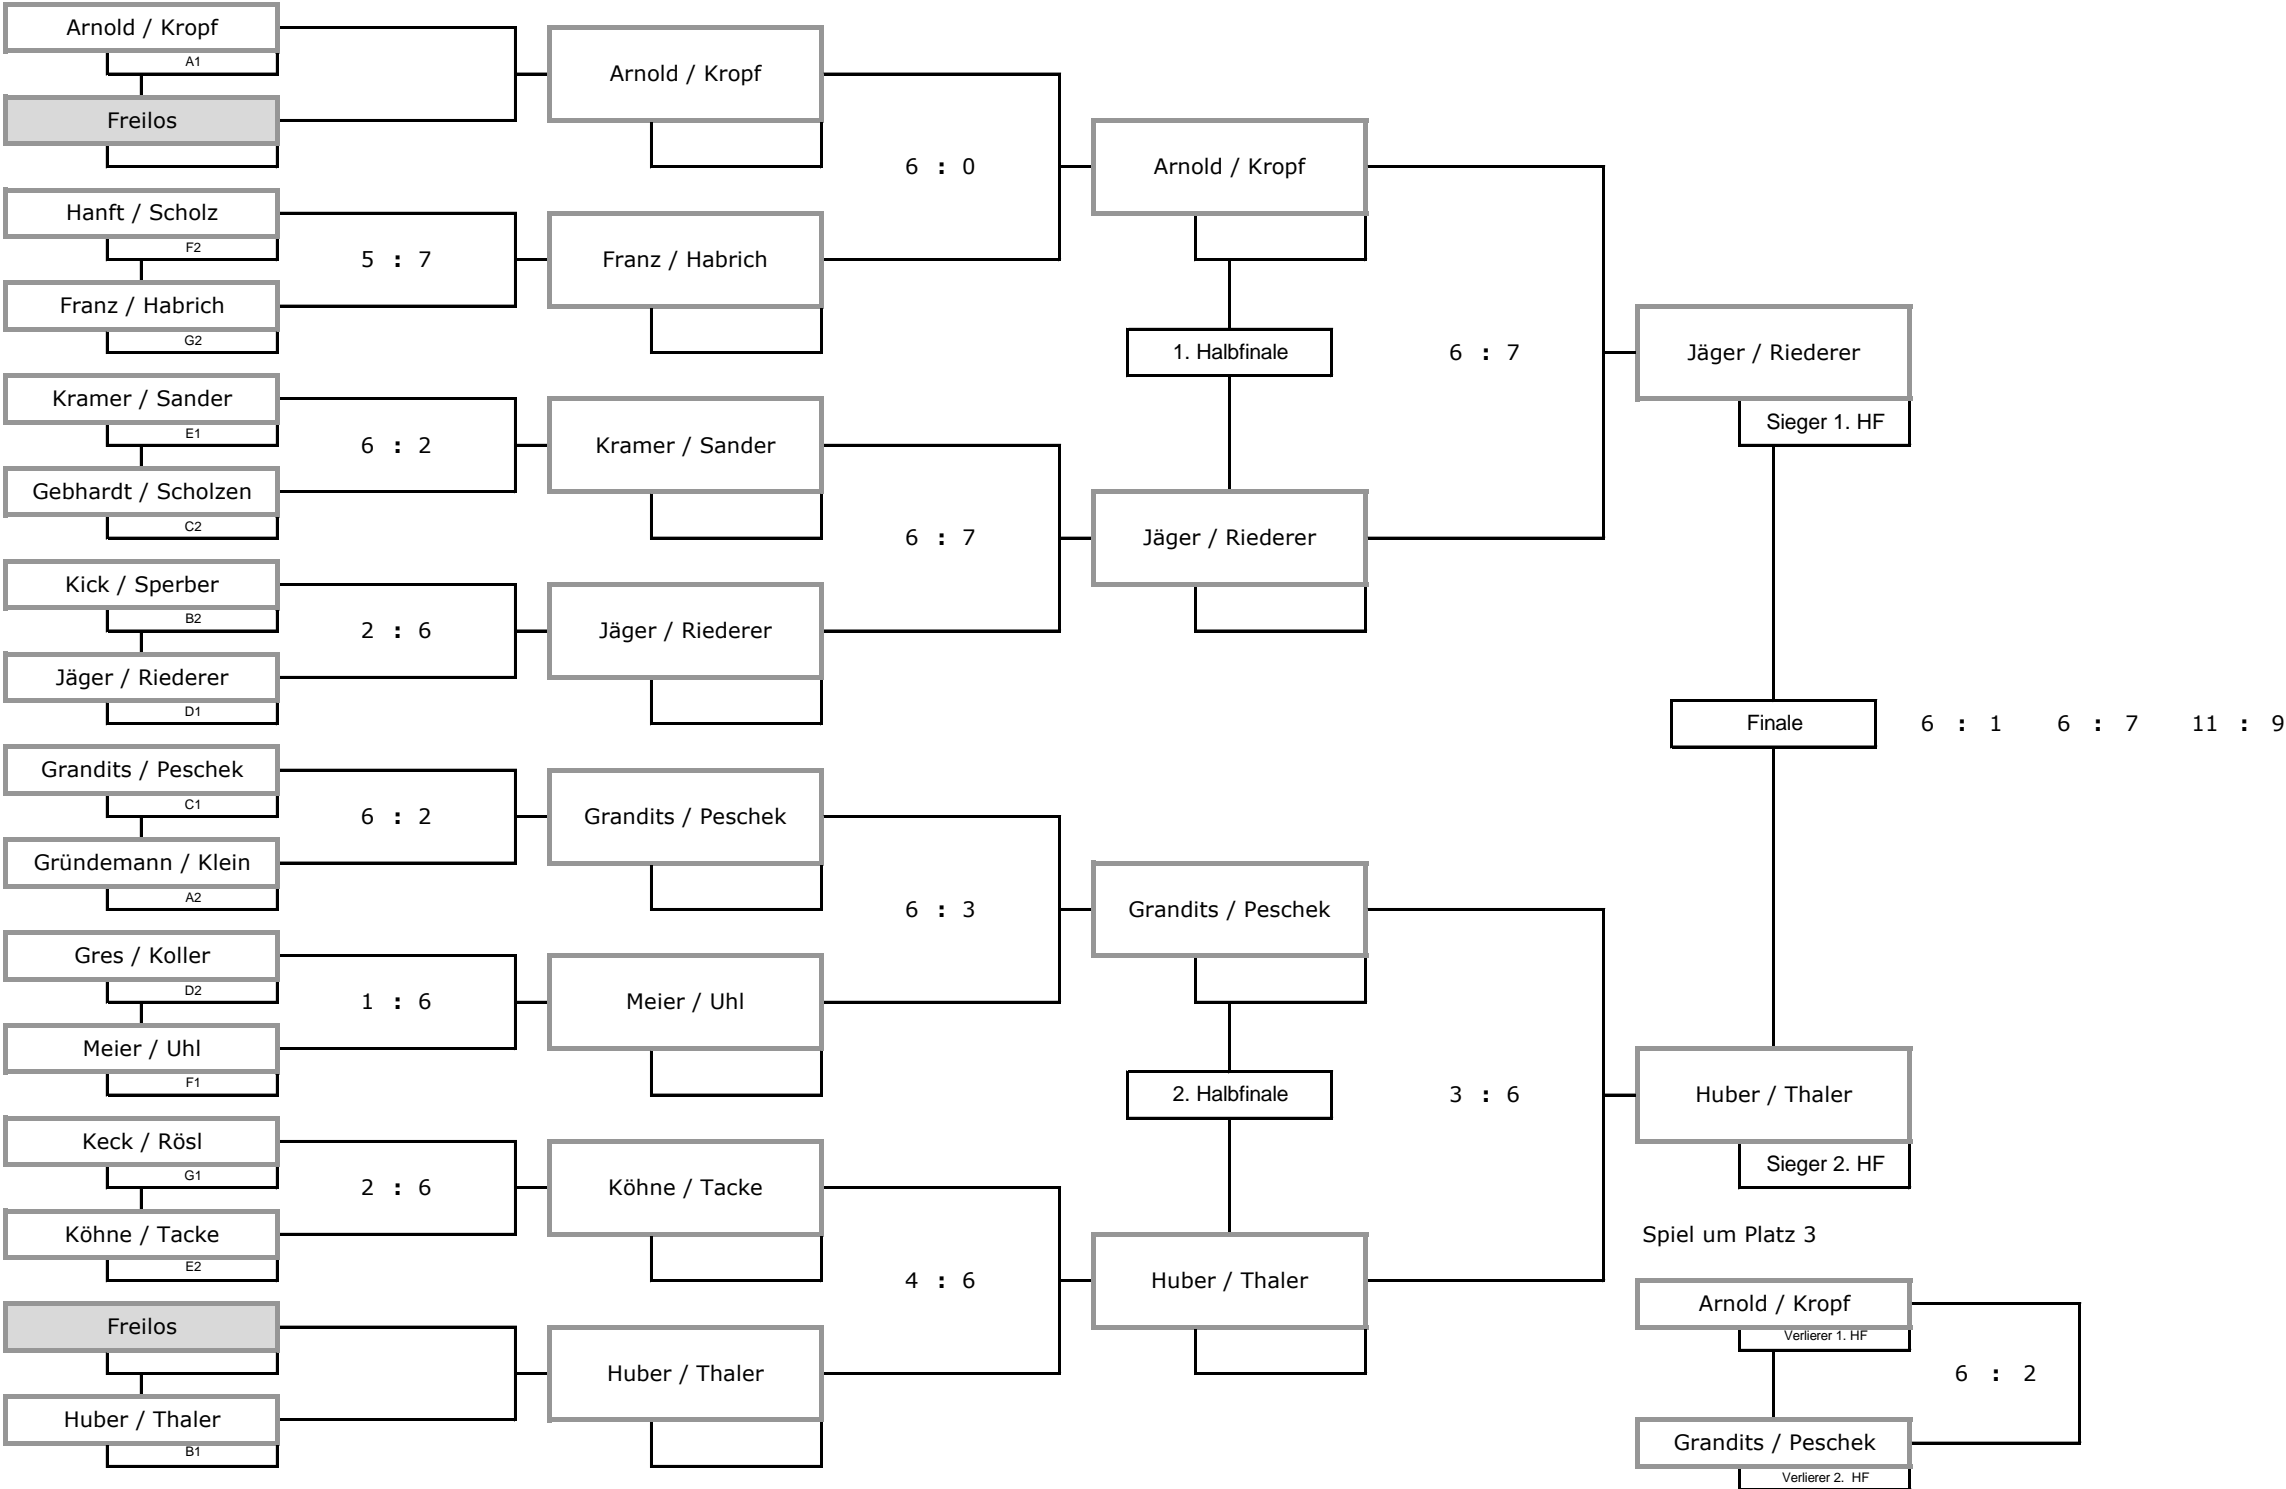 Arnold / Kropf
A1
Freilos
Hanft / Scholz
F2
Franz / Habrich
G2
Kramer / Sander
E1
Gebhardt / Scholzen
C2
Kick / Sperber
B2
Jäger / Riederer
D1
Grandits / Peschek
C1
Gründemann / Klein
A2
Gres / Koller
D2
Meier / Uhl
F1
Keck / Rösl
G1
Köhne / Tacke
E2
Freilos
Huber / Thaler
B1
5 : 7
6 : 2
2 : 6
6 : 2
1 : 6
2 : 6
Arnold / Kropf
Franz / Habrich
Kramer / Sander
Jäger / Riederer
Grandits / Peschek
Meier / Uhl
Köhne / Tacke
Huber / Thaler
6 : 0
6 : 7
6 : 3
4 : 6
Arnold / Kropf
1. Halbfinale
Jäger / Riederer
Grandits / Peschek
2. Halbfinale
Huber / Thaler
6 : 7
3 : 6
Jäger / Riederer
Sieger 1. HF
Finale 6 : 1 6 : 7 11 : 9
Huber / Thaler
Sieger 2. HF
Spiel um Platz 3
Arnold / Kropf
Verlierer 1. HF
6 : 2
Grandits / Peschek
Verlierer 2. HF